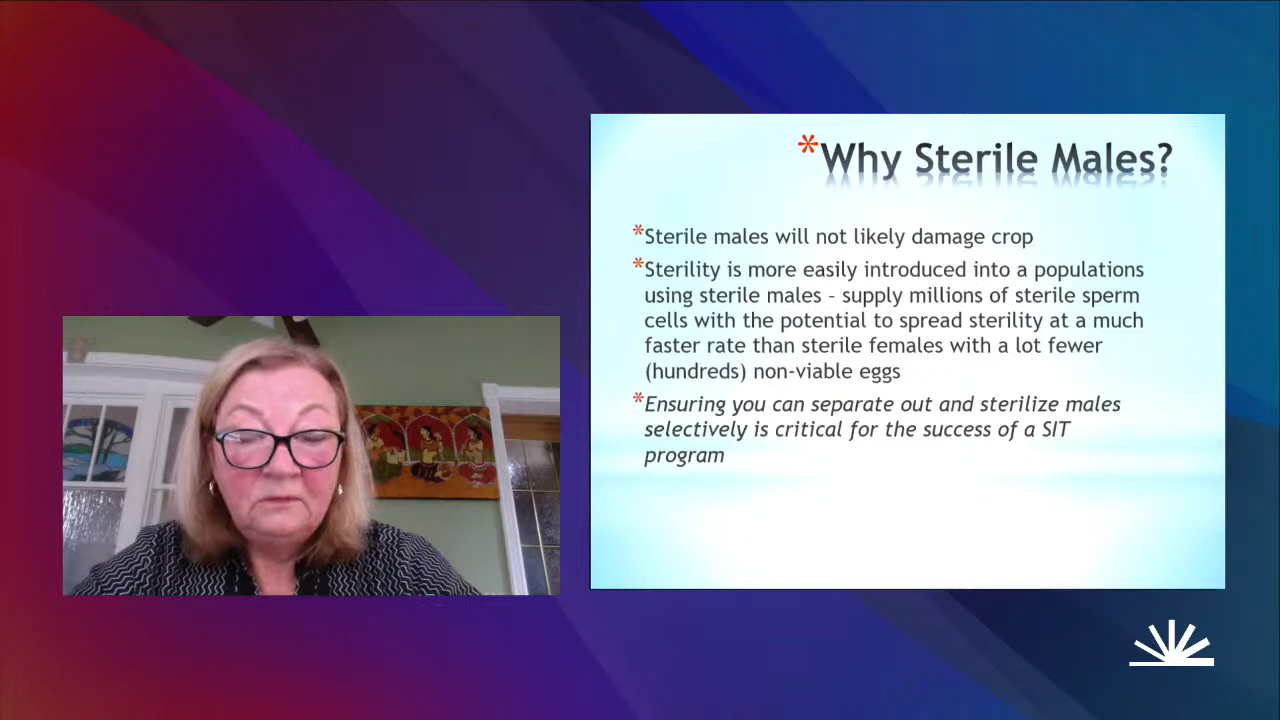 *Why Sterile Males?
*Sterile males will not likely damage crop
*Sterility is more easily introduced into a populations
using sterile males – supply millions of sterile sperm
cells with the potential to spread sterility at a much
faster rate than sterile females with a lot fewer
(hundreds) non-viable eggs
*Ensuring you can separate out and sterilize males
selectively is critical for the success of a SIT
program